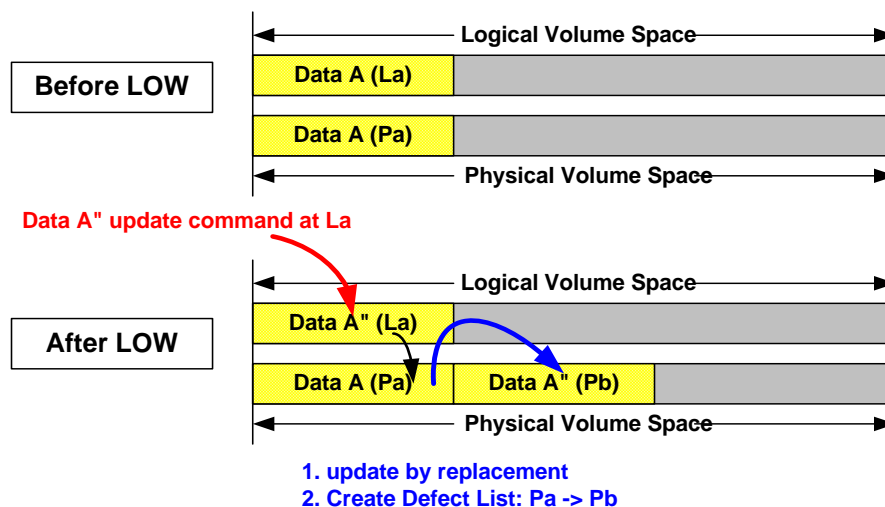 Logical Volume Space
Before LOW
Data A (La)
Data A (Pa)
Physical Volume Space
Data A" update command at La
Logical Volume Space
After LOW
Data A" (La)
Data A (Pa)
Data A" (Pb)
Physical Volume Space
1. update by replacement
2. Create Defect List: Pa -> Pb